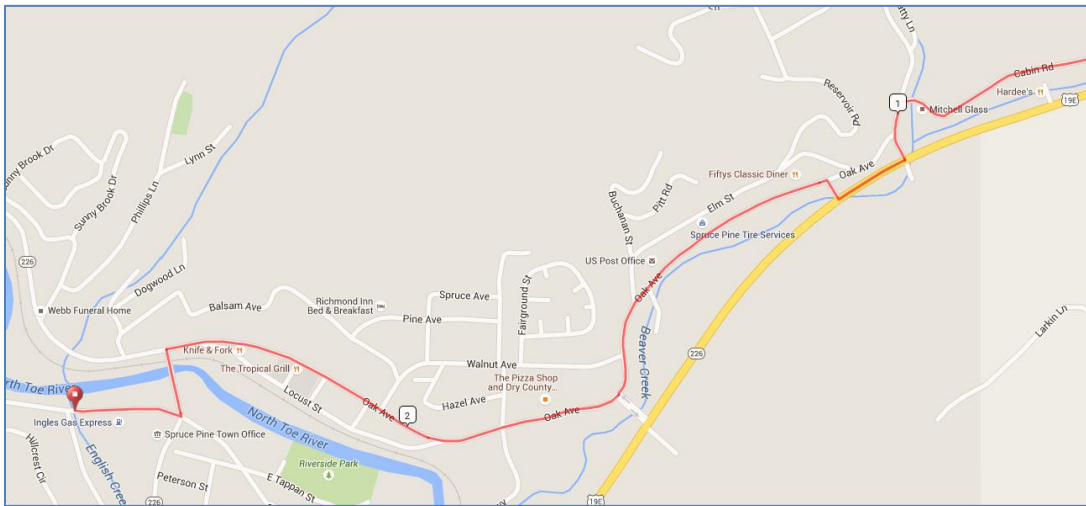 atty Ln
Cabin Rd
Hardee's
19E
1
Mitchell Glass
Reservoir Rd
Oak Ave
Fiftys Classic Diner
Elm St
Pitt Rd
Buchanan St
Spruce Pine Tire Services
US Post Office
Oak Ave
Lynn St
Phillips Ln
Sunny Brook Dr
unny Brook Dr
226
Dogwood Ln
Webb Funeral Home
Balsam Ave
Richmond Inn
Bed & Breakfast
Spruce Ave
Pine Ave
Fairground St
Walnut Ave
Beaver Creek
226
Larkin Ln
Knife & Fork
The Tropical Grill
The Pizza Shop
and Dry County...
Locust St
Hazel Ave
Oak Ave
2
Oak Ave
rth Toe River
North Toe River
Ingles Gas Express
Spruce Pine Town Office
Hillcrest Cir
English Cree
Peterson St
E Tappan St
Riverside Park
226
19E